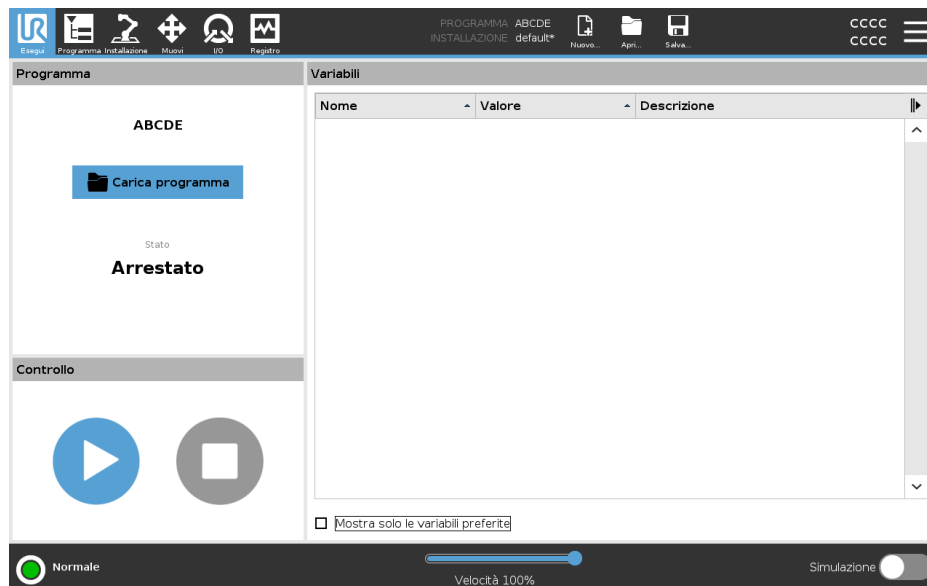 PROGRAMMA ABCDE
INSTALLAZIONE default*
CCCC
CCCC
Esegui Programma Installazione Muovi I/O Registro
Nuovo... Apri... Salva...
Programma
ABCDE
Carica programma
Stato
Arrestato
Controllo
Variabili
Nome Valore Descrizione
Mostra solo le variabili preferite
Normale
Velocità 100%
Simulazione